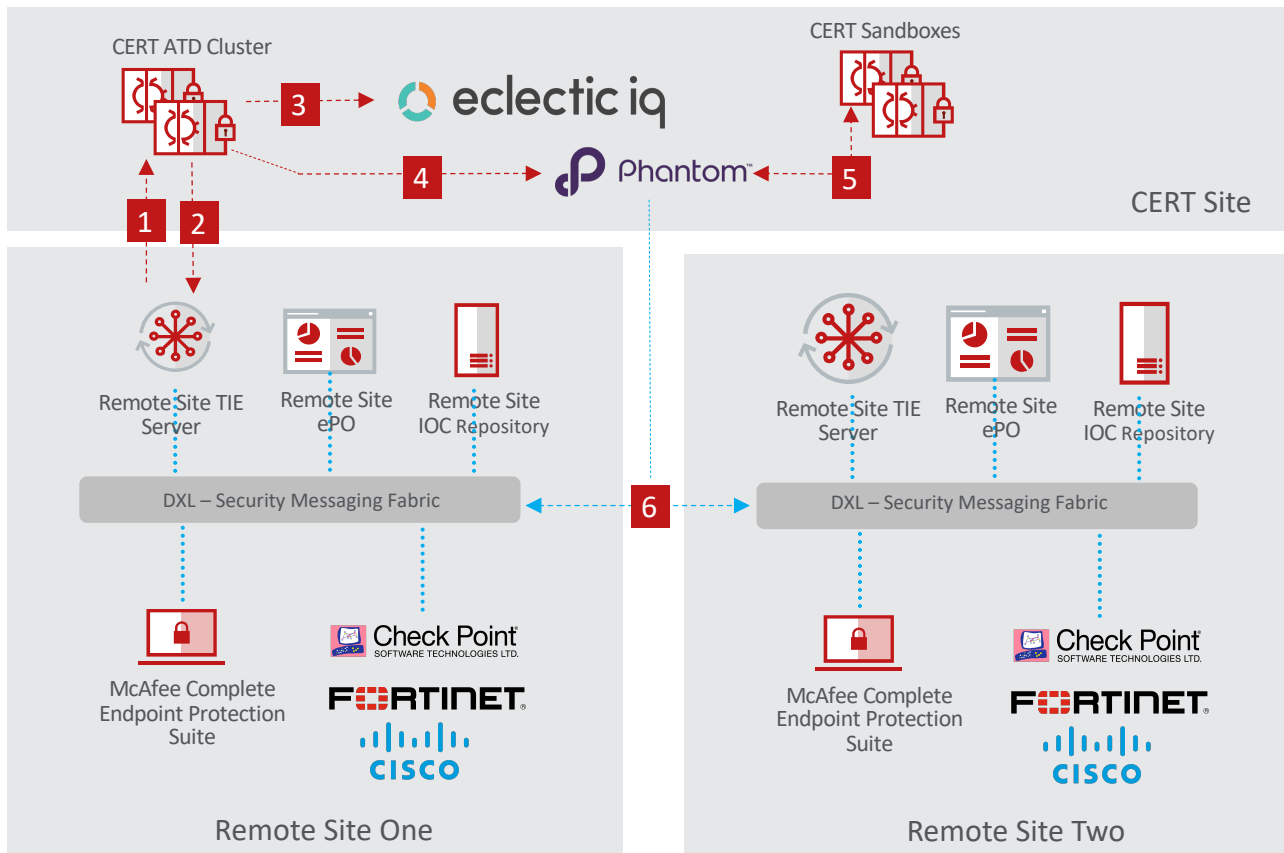 CERT ATD Cluster
CERT Sandboxes
3
eclectic iq
4
Phantom™
5
1
2
CERT Site
Remote Site TIE
Server
Remote Site
ePO
Remote Site
IOC Repository
DXL – Security Messaging Fabric
McAfee Complete
Endpoint Protection
Suite
Check Point
SOFTWARE TECHNOLOGIES LTD.
FORTINET®
CISCO
Remote Site One
6
Remote Site TIE
Server
Remote Site
ePO
Remote Site
IOC Repository
DXL – Security Messaging Fabric
McAfee Complete
Endpoint Protection
Suite
Check Point
SOFTWARE TECHNOLOGIES LTD.
FORTINET®
CISCO
Remote Site Two